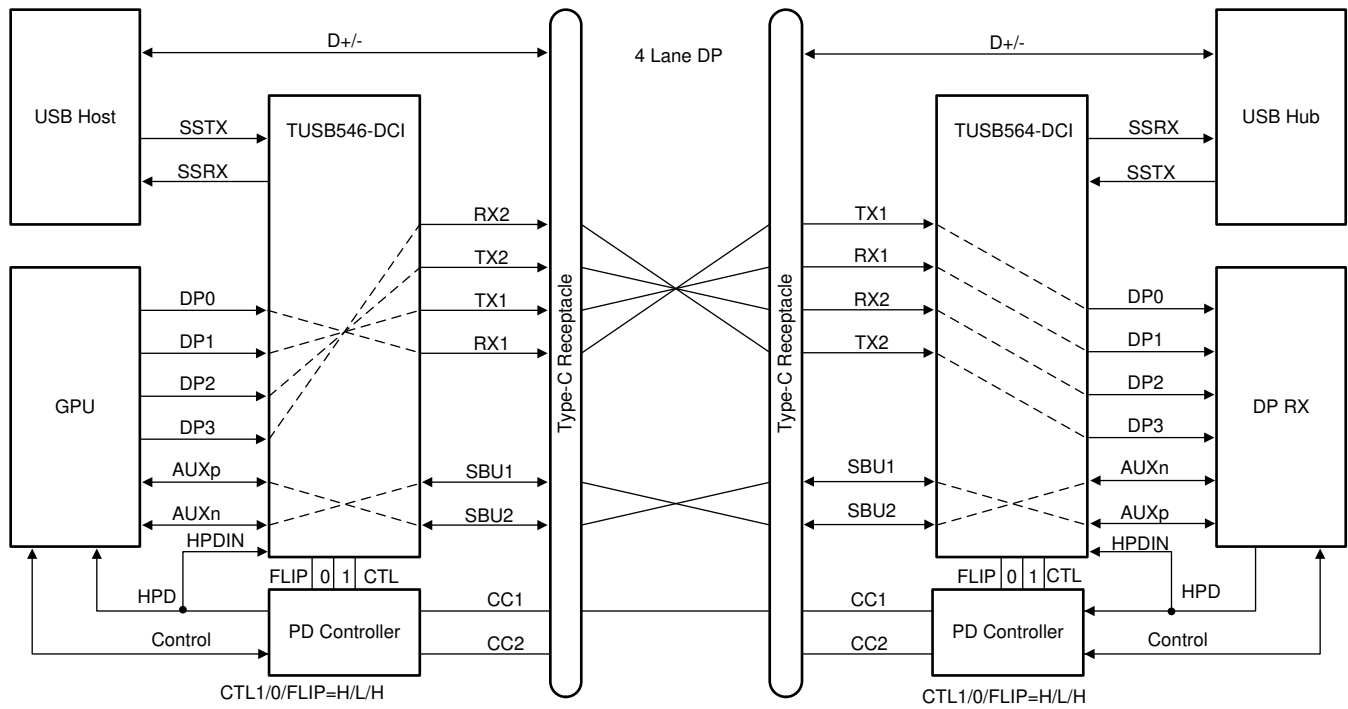 D+/-
4 Lane DP
D+/-
USB Host
TUSB546-DCI
TUSB564-DCI
USB Hub
SSTX
SSRX
SSRX
SSTX
RX2
TX2
TX1
RX1
TX1
RX1
RX2
TX2
Type-C Receptacle
Type-C Receptacle
GPU
DP0
DP1
DP2
DP3
AUXp
AUXn
HPDIN
SBU1
SBU2
SBU1
SBU2
DP0
DP1
DP2
DP3
AUXn
AUXp
HPDIN
DP RX
FLIP 0 1 CTL
FLIP 0 1 CTL
HPD
Control
PD Controller
CC1
CC2
CC1
CC2
PD Controller
HPD
Control
CTL1/0/FLIP=H/L/H
CTL1/0/FLIP=H/L/H